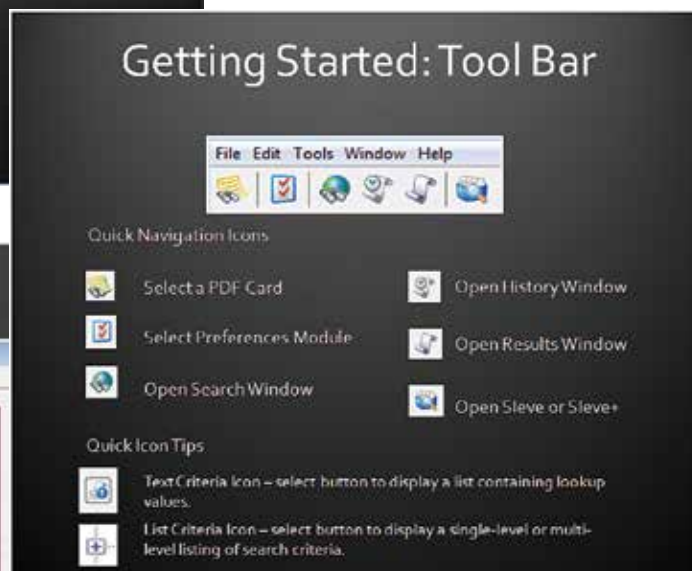 Getting Started: Tool Bar
File Edit Tools Window Help
Quick Navigation Icons
Select a PDF Card
Select Preferences Module
Open Search Window
Open History Window
Open Results Window
Open Sleve or Sleve+
Quick Icon Tips
Text Criteria Icon – select button to display a list containing lookup
values.
List Criteria Icon – select button to display a single-level or multi-
level listing of search criteria.